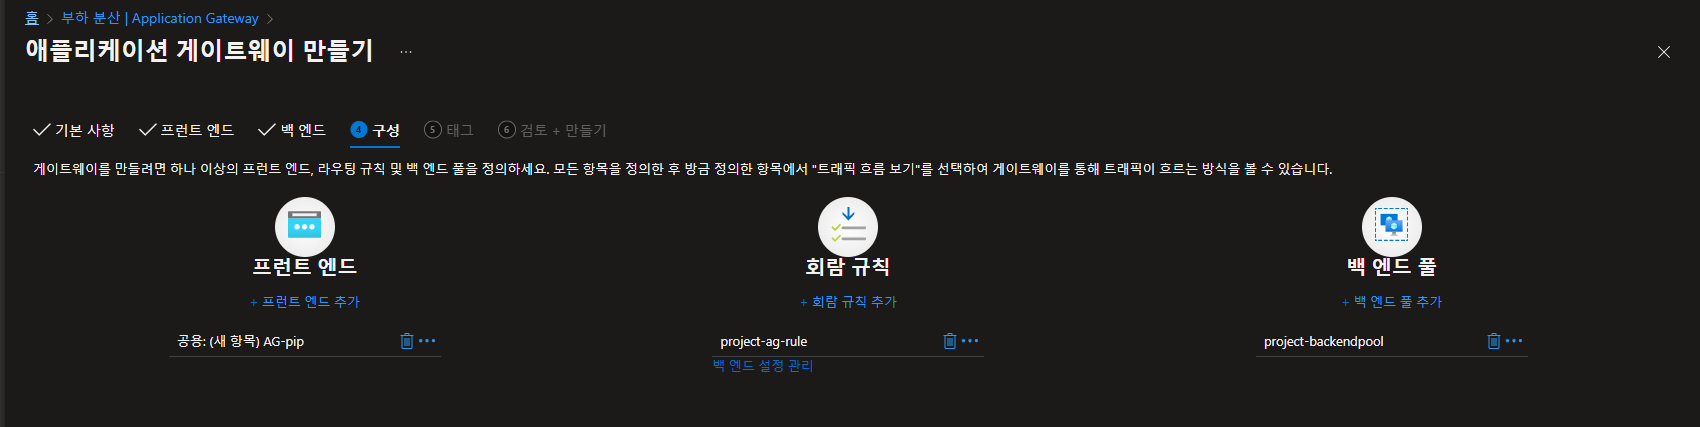 홈 > 부하 분산 | Application Gateway >
애플리케이션 게이트웨이 만들기 ...
기본 사항 프런트 엔드 백 엔드 4 구성 5 태그 6 검토 + 만들기
게이트웨이를 만들려면 하나 이상의 프런트 엔드, 라우팅 규칙 및 백 엔드 풀을 정의하세요. 모든 항목을 정의한 후 방금 정의한 항목에서 "트래픽 흐름 보기"를 선택하여 게이트웨이를 통해 트래픽이 흐르는 방식을 볼 수 있습니다.
프런트 엔드
+ 프런트 엔드 추가
공용: (새 항목) AG-pip
회람 규칙
+ 회람 규칙 추가
project-ag-rule
백 엔드 설정 관리
백 엔드 풀
+ 백 엔드 풀 추가
project-backendpool